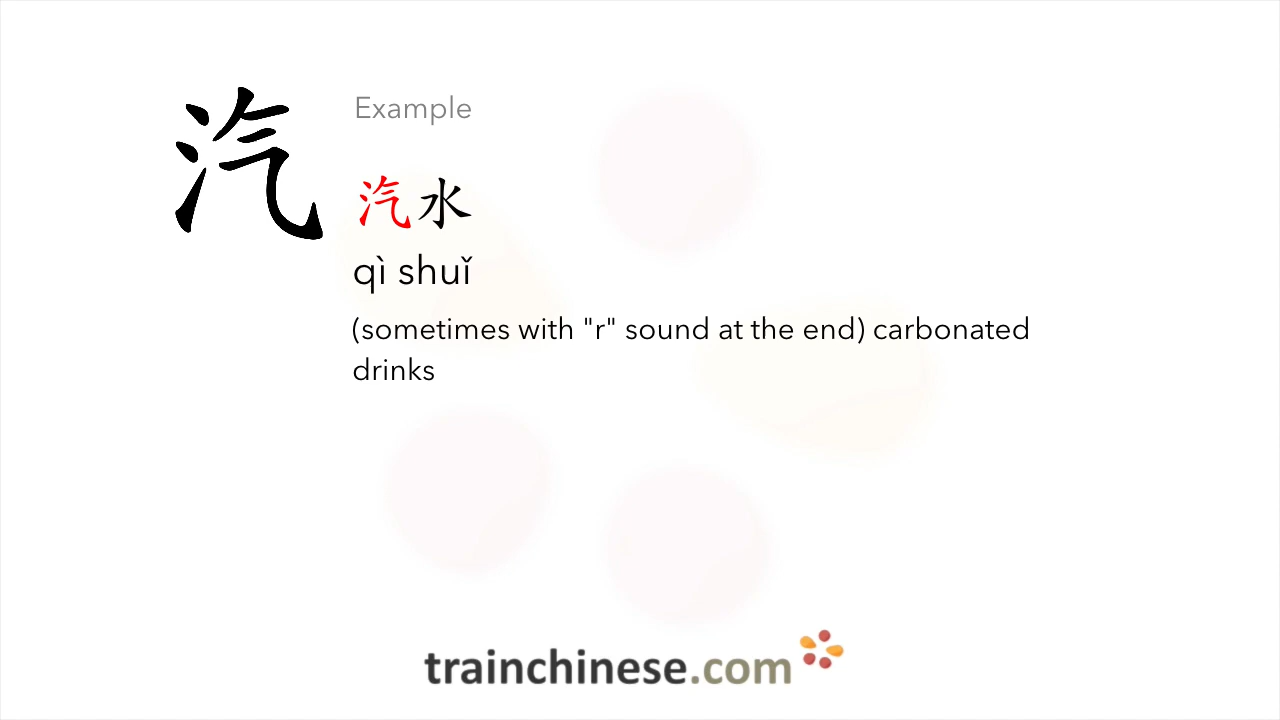 汽
Example
汽水
qì shuǐ
(sometimes with "r" sound at the end) carbonated
drinks
trainchinese.com